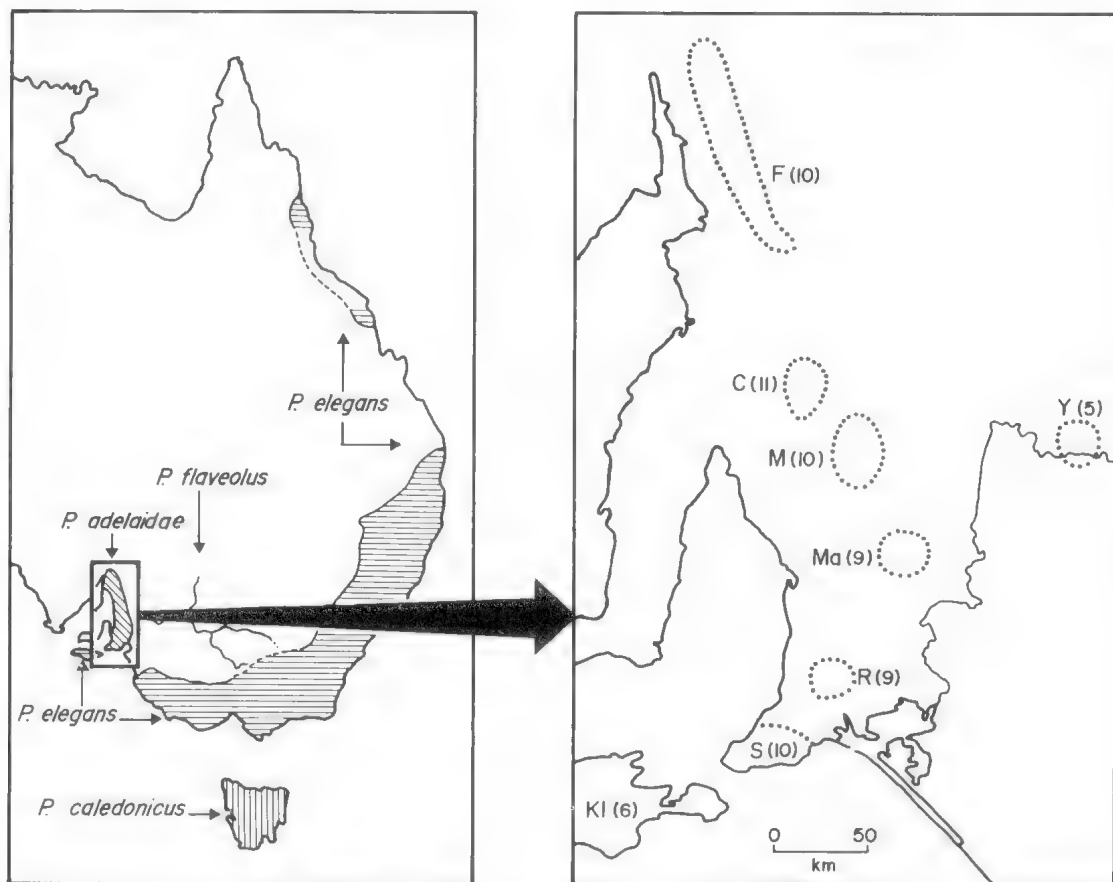 P. elegans
P. flaveolus
P. adelaidae
P. elegans
P. caledonicus
F (10)
C (11)
Y (5)
M (10)
Ma (9)
R (9)
S (10)
KI (6)
0 50
km